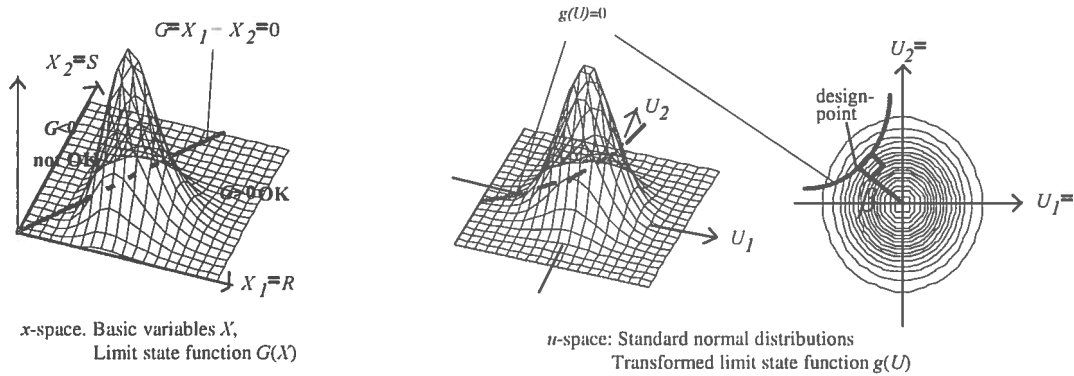 G=X1 − X2=0
X2=S
G<0
not OK
G>0 OK
X1=R
x-space. Basic variables X,
Limit state function G(X)
g(U)=0
U2
U1
U2=
design-
point
β
U1=
u-space: Standard normal distributions
Transformed limit state function g(U)